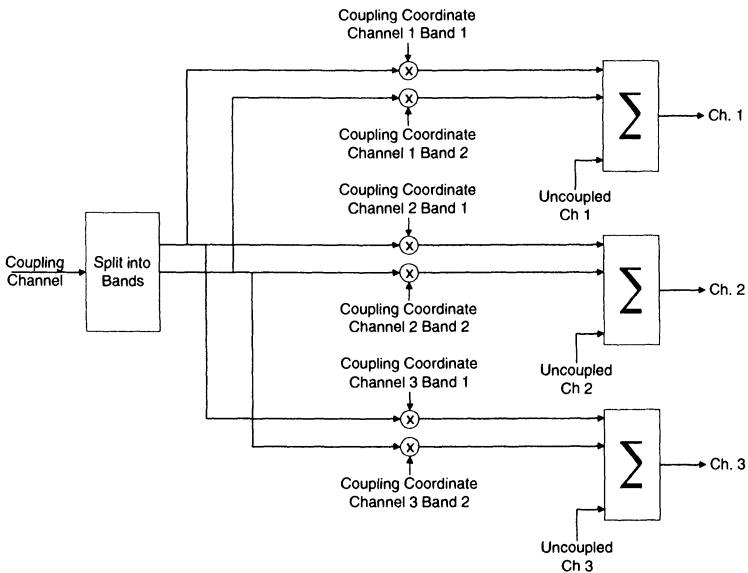 Coupling Coordinate
Channel 1 Band 1
X
X
Σ
Ch. 1
Coupling Coordinate
Channel 1 Band 2
Uncoupled
Ch 1
Coupling Coordinate
Channel 2 Band 1
Coupling
Channel
Split into
Bands
X
X
Σ
Ch. 2
Coupling Coordinate
Channel 2 Band 2
Uncoupled
Ch 2
Coupling Coordinate
Channel 3 Band 1
X
X
Σ
Ch. 3
Coupling Coordinate
Channel 3 Band 2
Uncoupled
Ch 3